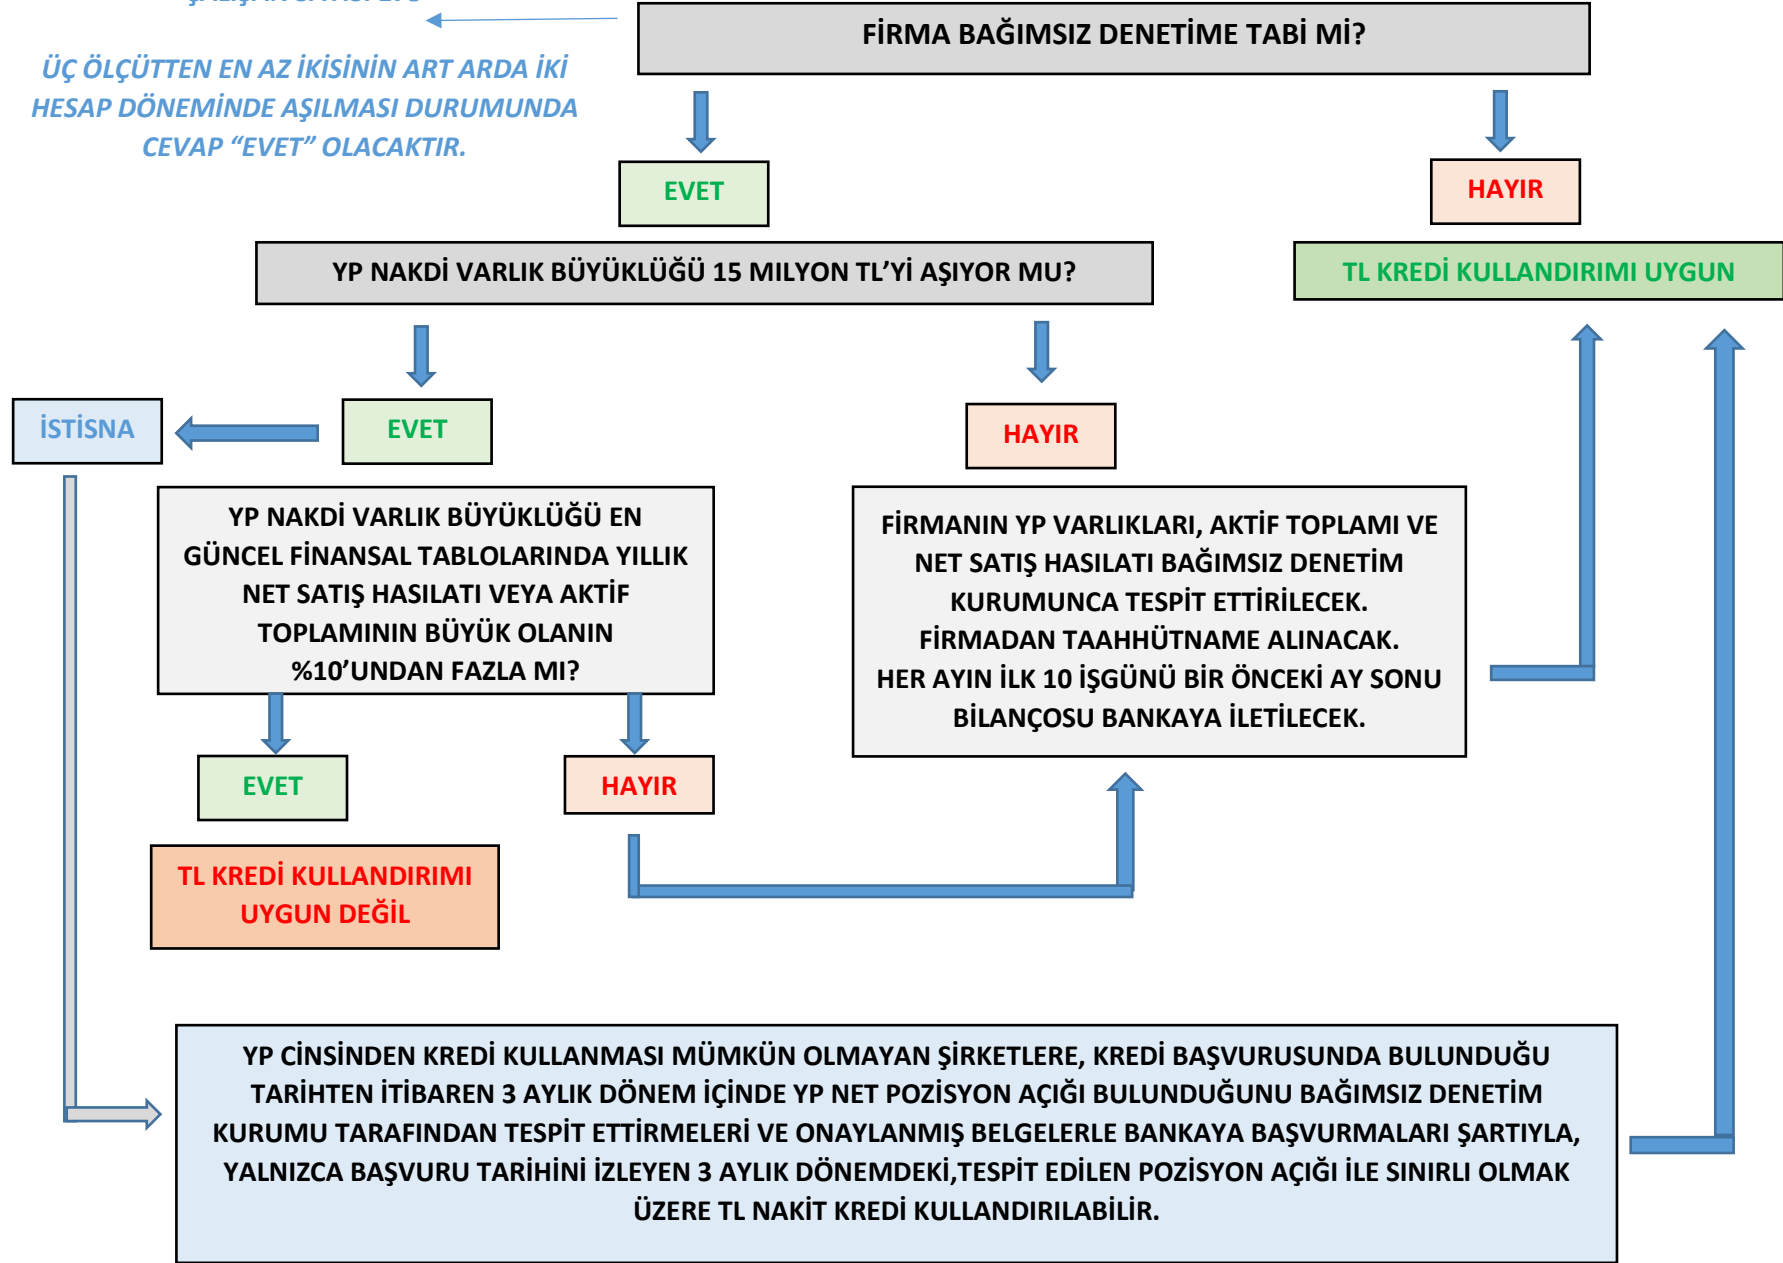 FİRMA BAĞIMSIZ DENETİME TABİ Mİ?
ÜÇ ÖLÇÜTTEN EN AZ İKİSİNİN ART ARDA İKİ
HESAP DÖNEMİNDE AŞILMASI DURUMUNDA
CEVAP “EVET” OLACAKTIR.
EVET
HAYIR
YP NAKDİ VARLIK BÜYÜKLÜĞÜ 15 MILYON TL’Yİ AŞIYOR MU?
TL KREDİ KULLANDIRIMI UYGUN
İSTİSNA
EVET
HAYIR
YP NAKDİ VARLIK BÜYÜKLÜĞÜ EN
GÜNCEL FİNANSAL TABLOLARINDA YILLIK
NET SATIŞ HASILATI VEYA AKTİF
TOPLAMININ BÜYÜK OLANIN
%10’UNDAN FAZLA MI?
FİRMANIN YP VARLIKLARI, AKTİF TOPLAMI VE
NET SATIŞ HASILATI BAĞIMSIZ DENETİM
KURUMUNCA TESPİT ETTİRİLECEK.
FİRMADAN TAAHHÜTNAME ALINACAK.
HER AYIN İLK 10 İŞGÜNÜ BİR ÖNCEKİ AY SONU
BİLANÇOSU BANKAYA İLETİLECEK.
EVET
HAYIR
TL KREDİ KULLANDIRIMI
UYGUN DEĞİL
YP CİNSİNDEN KREDİ KULLANMASI MÜMKÜN OLMAYAN ŞİRKETLERE, KREDİ BAŞVURUSUNDA BULUNDUĞU
TARİHTEN İTİBAREN 3 AYLIK DÖNEM İÇİNDE YP NET POZİSYON AÇIĞI BULUNDUĞUNU BAĞIMSIZ DENETİM
KURUMU TARAFINDAN TESPİT ETTİRMELERİ VE ONAYLANMIŞ BELGELERLE BANKAYA BAŞVURMALARI ŞARTIYLA,
YALNIZCA BAŞVURU TARİHİNİ İZLEYEN 3 AYLIK DÖNEMDEKİ,TESPİT EDİLEN POZİSYON AÇIĞI İLE SINIRLI OLMAK
ÜZERE TL NAKİT KREDİ KULLANDIRILABİLİR.